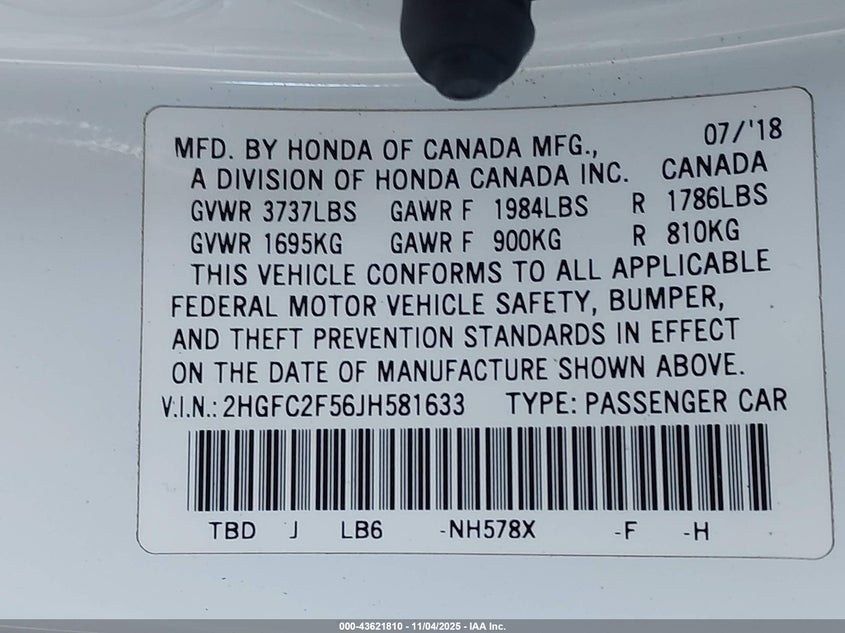 07/'18
MFD. BY HONDA OF CANADA MFG.,
A DIVISION OF HONDA CANADA INC. CANADA
GVWR 3737LBS GAWR F 1984LBS R 1786LBS
GVWR 1695KG GAWR F 900KG R 810KG
THIS VEHICLE CONFORMS TO ALL APPLICABLE
FEDERAL MOTOR VEHICLE SAFETY, BUMPER,
AND THEFT PREVENTION STANDARDS IN EFFECT
ON THE DATE OF MANUFACTURE SHOWN ABOVE.
V.I.N.: 2HGFC2F56JH581633 TYPE: PASSENGER CAR
TBD J LB6 -NH578X -F -H
000-43621810 - 11/04/2025 - IAA Inc.